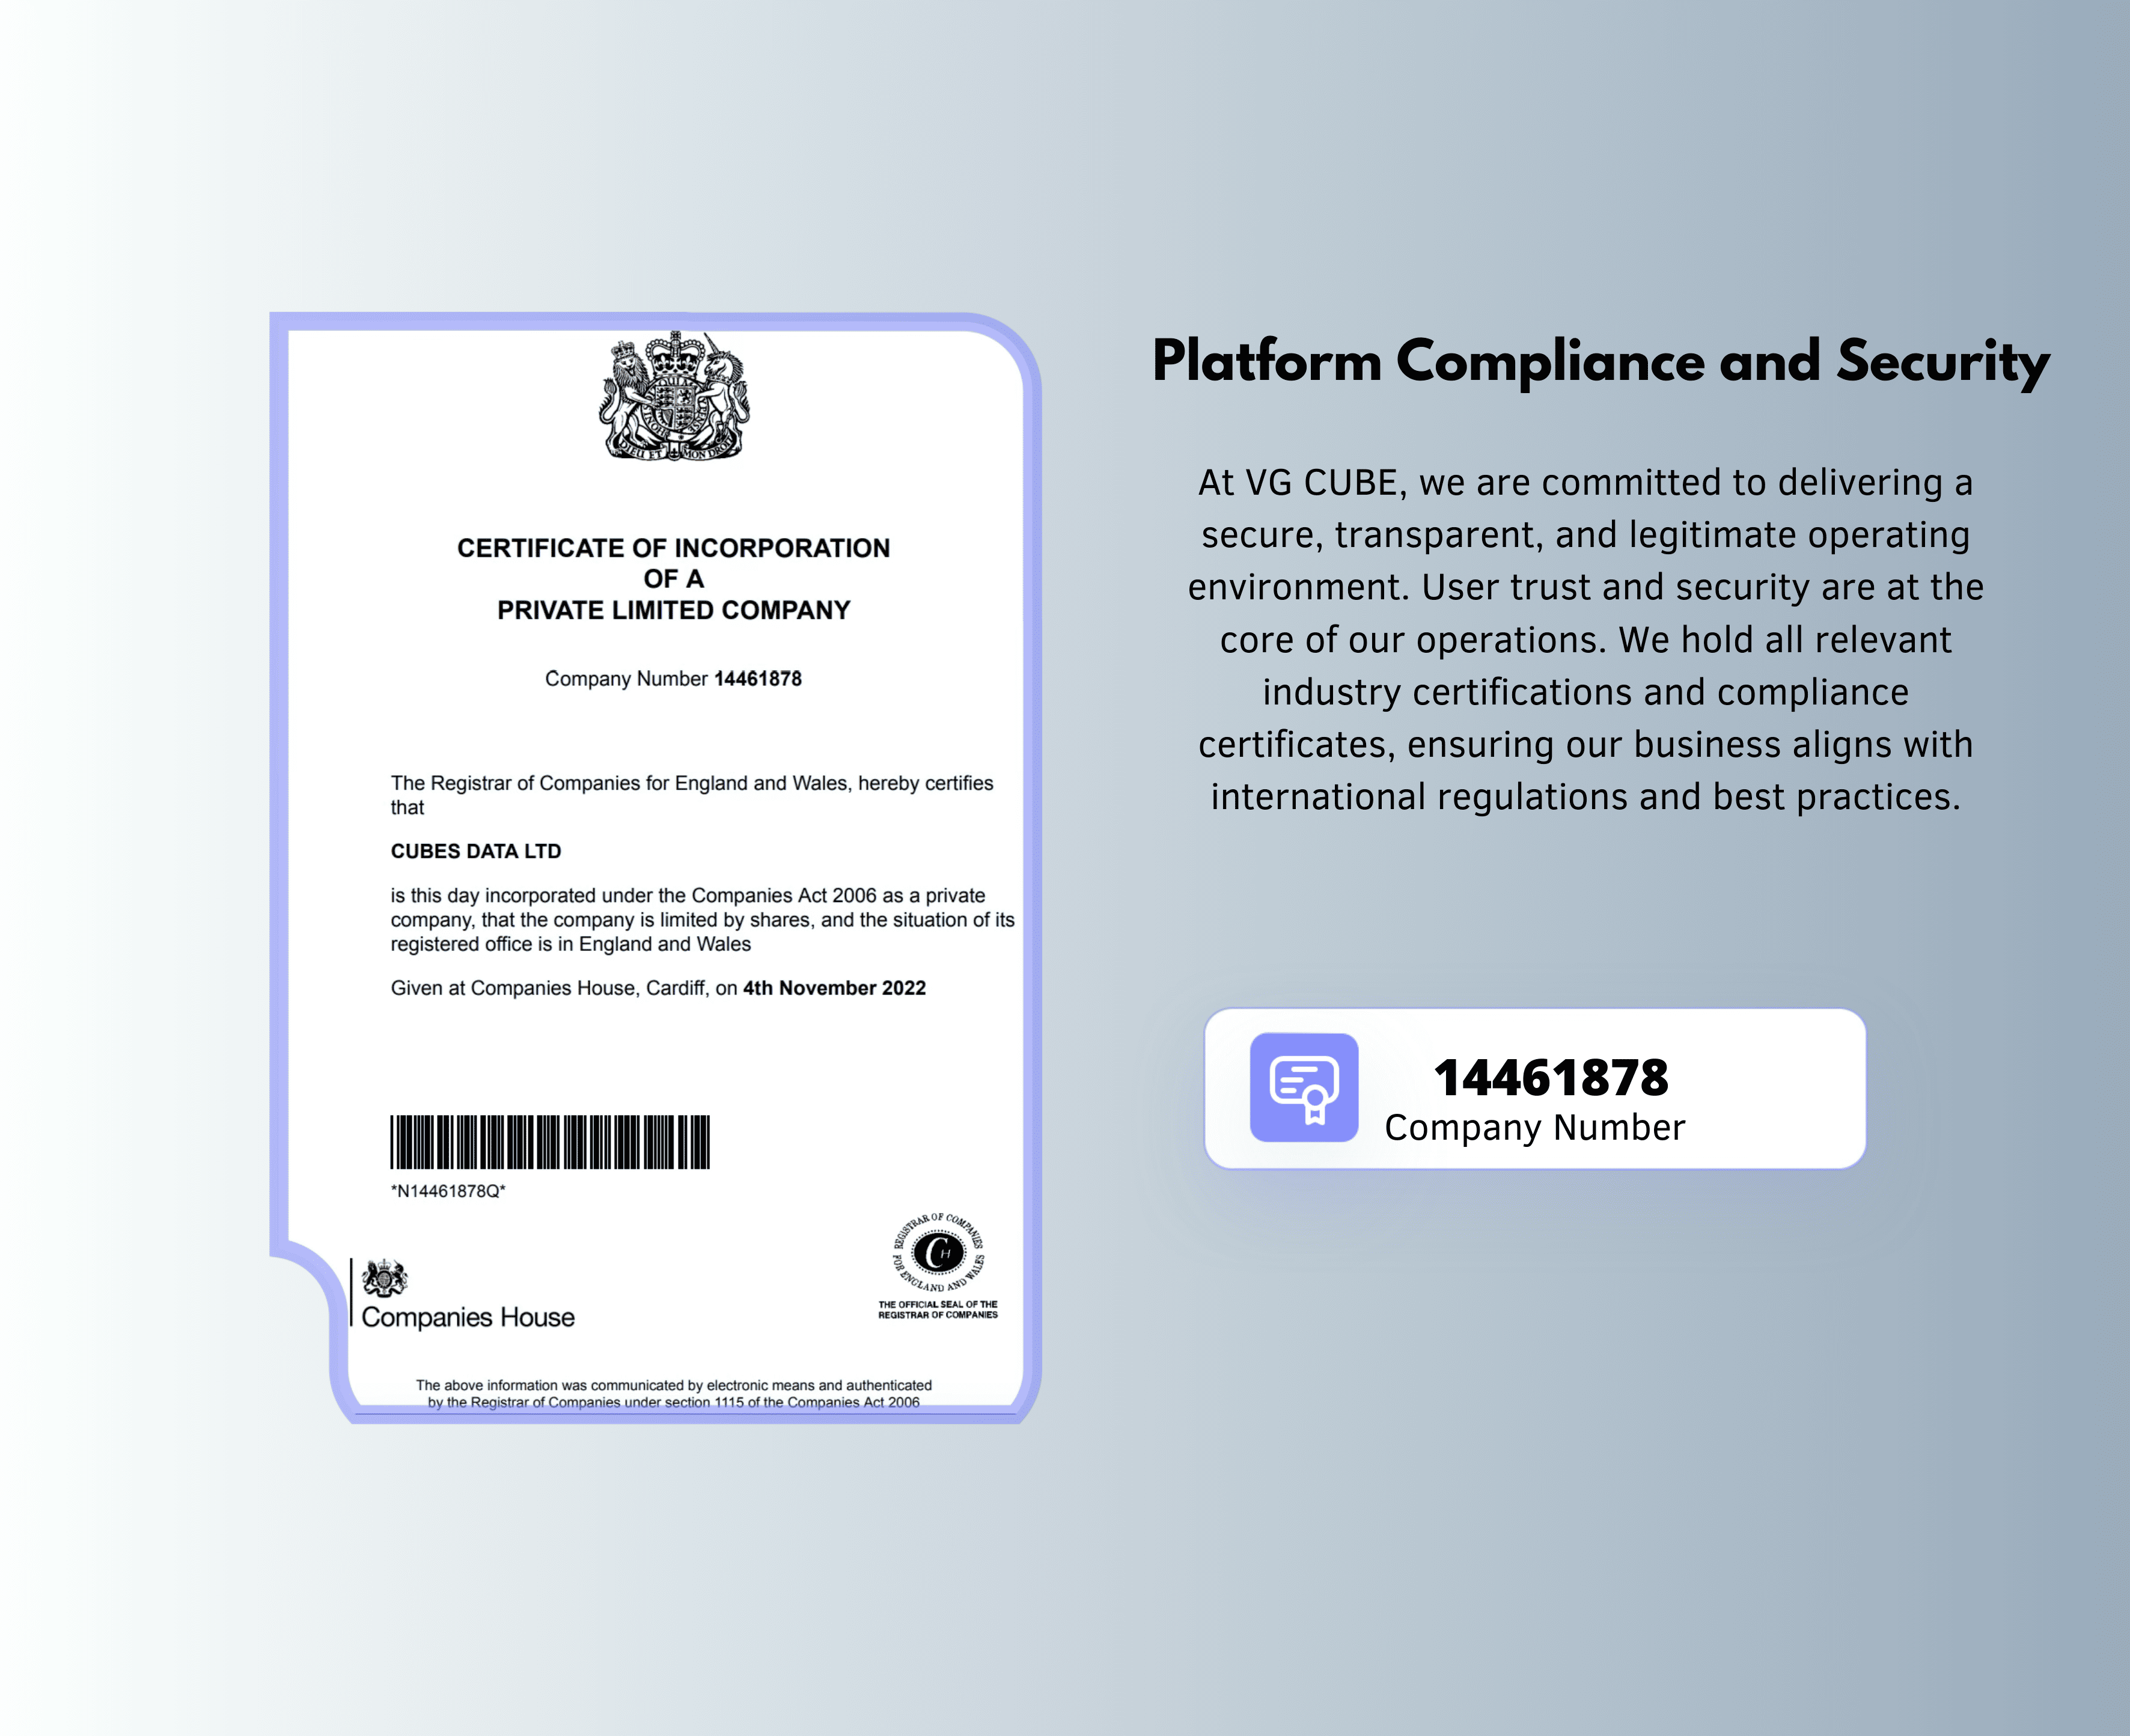 CERTIFICATE OF INCORPORATION
OF A
PRIVATE LIMITED COMPANY
Company Number 14461878
The Registrar of Companies for England and Wales, hereby certifies
that
CUBES DATA LTD
is this day incorporated under the Companies Act 2006 as a private
company, that the company is limited by shares, and the situation of its
registered office is in England and Wales
Given at Companies House, Cardiff, on 4th November 2022
*N14461878Q*
Companies House
REGISTRAR OF COMPANIES
FOR ENGLAND AND WALES
CH
THE OFFICIAL SEAL OF THE
REGISTRAR OF COMPANIES
The above information was communicated by electronic means and authenticated
by the Registrar of Companies under section 1115 of the Companies Act 2006
Platform Compliance and Security
At VG CUBE, we are committed to delivering a
secure, transparent, and legitimate operating
environment. User trust and security are at the
core of our operations. We hold all relevant
industry certifications and compliance
certificates, ensuring our business aligns with
international regulations and best practices.
14461878
Company Number